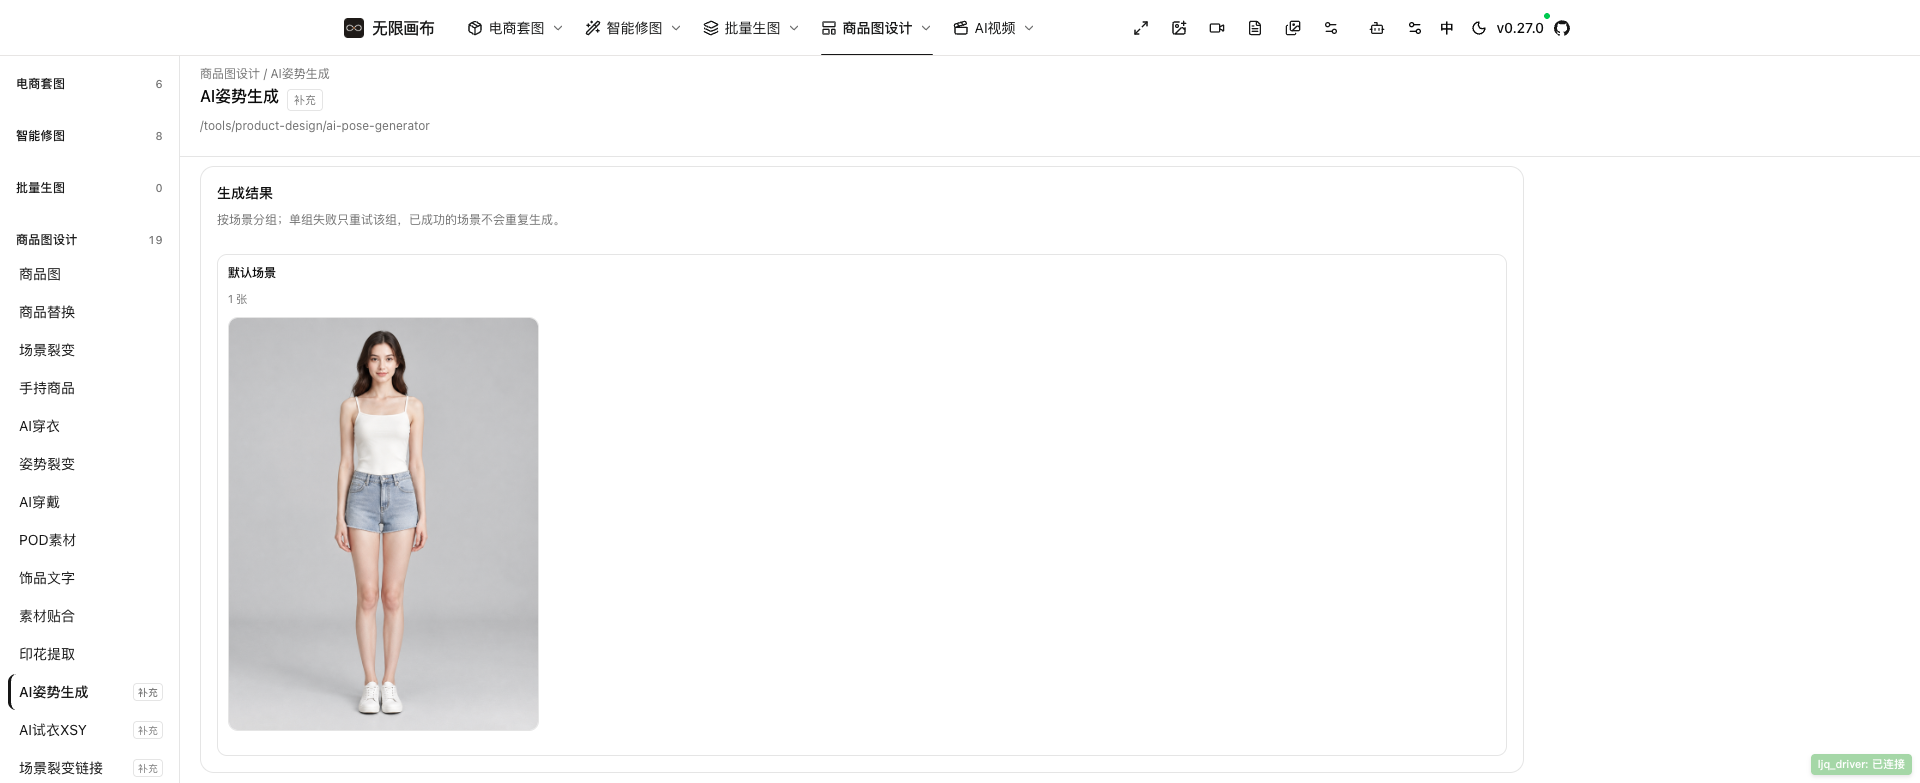 无限画布
电商套图
智能修图
批量生图
商品图设计
AI视频
中
v0.27.0
电商套图 6
智能修图 8
批量生图 0
商品图设计 19
商品图
商品替换
场景裂变
手持商品
AI穿衣
姿势裂变
AI穿戴
POD素材
饰品文字
素材贴合
印花提取
AI姿势生成 补充
AI试衣XSY 补充
场景裂变链接 补充
商品图设计 / AI姿势生成
AI姿势生成 补充
/tools/product-design/ai-pose-generator
生成结果
按场景分组；单组失败只重试该组，已成功的场景不会重复生成。
默认场景
1 张
ljq_driver: 已连接